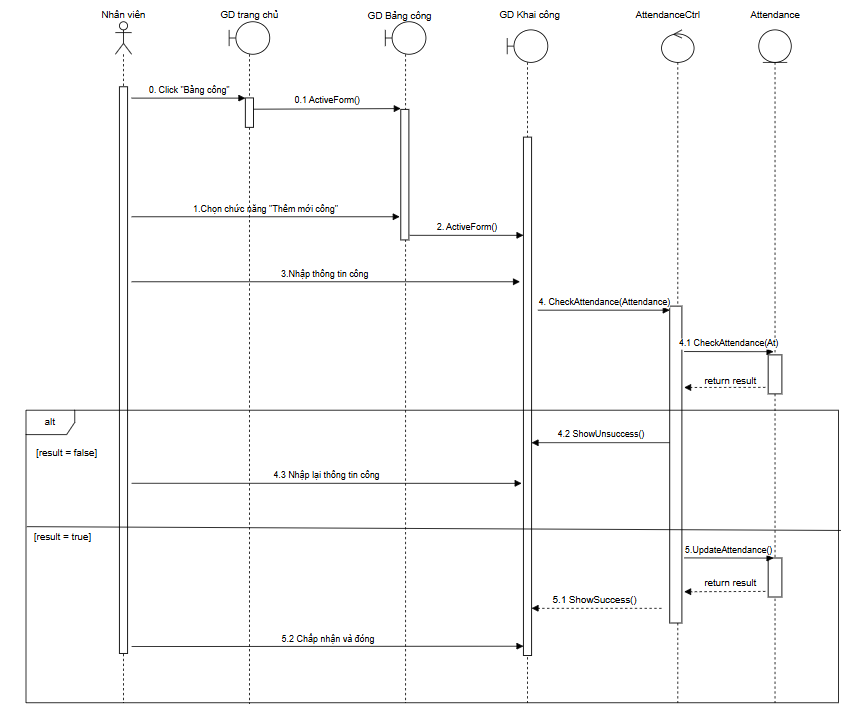 Nhân viên
GD trang chủ
GD Bảng công
GD Khai công
AttendanceCtrl
Attendance
0. Click "Bảng công"
0.1 ActiveForm()
1.Chọn chức năng "Thêm mới công"
2. ActiveForm()
3.Nhập thông tin công
4. CheckAttendance(Attendance)
4.1 CheckAttendance(At)
return result
alt
[result = false]
4.2 ShowUnsuccess()
4.3 Nhập lại thông tin công
[result = true]
5.UpdateAttendance()
return result
5.1 ShowSuccess()
5.2 Chấp nhận và đóng